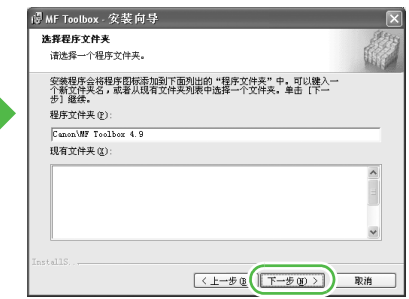 MF Toolbox - 安装向导
选择程序文件夹
请选择一个程序文件夹。
安装程序会将程序图标添加到下面列出的“程序文件夹”中。可以键入一
个新文件夹名，或者从现有文件夹列表中选择一个文件夹。单击 [下一
步] 继续。
程序文件夹(P):
Canon\MF Toolbox 4.9
现有文件夹(X):
InstallS
< 上一步(B) 下一步(N) > 取消